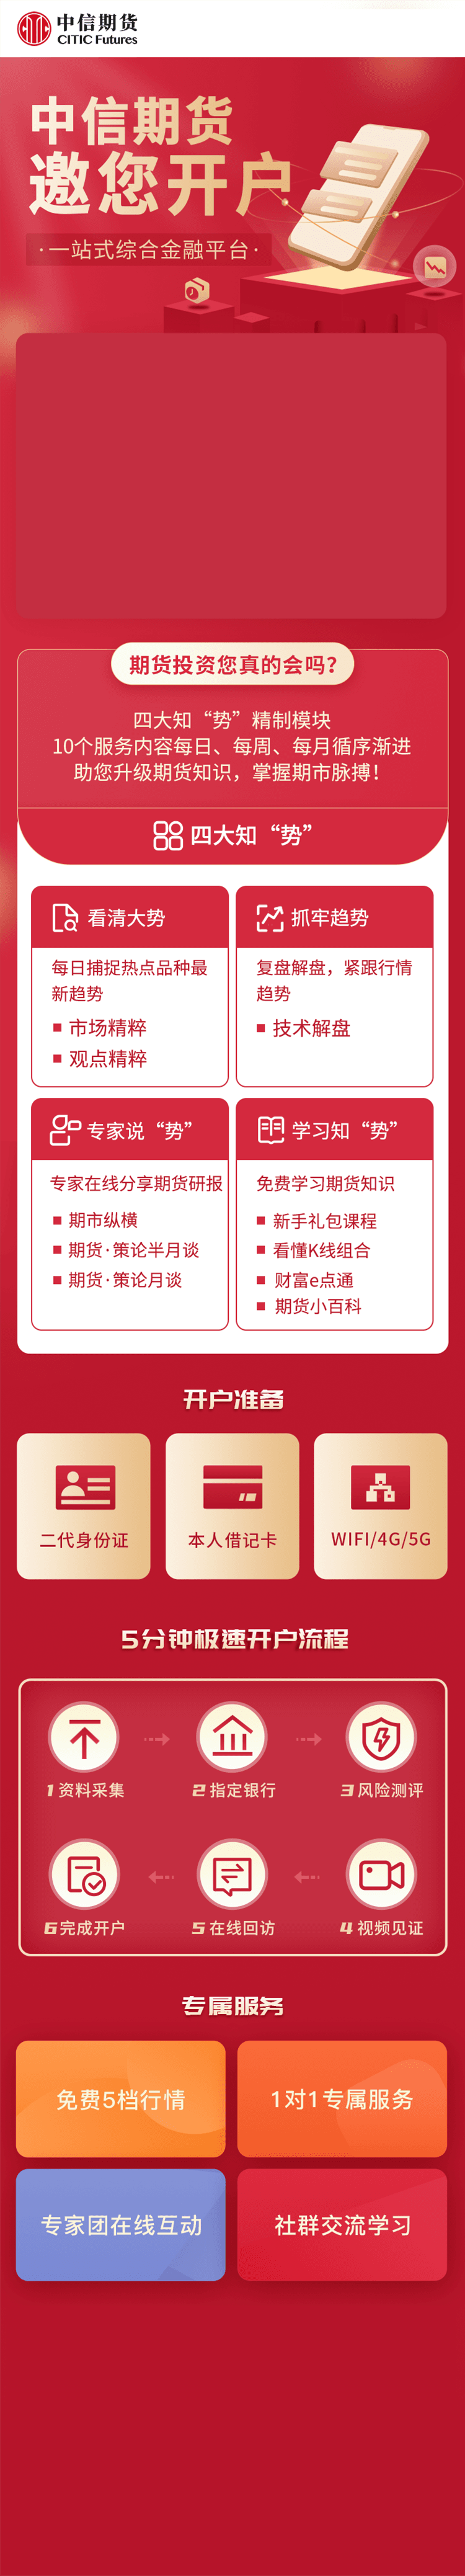 中信期货
CITIC Futures
中信期货
邀您开户
·一站式综合金融平台·
期货投资您真的会吗?
四大知“势”精制模块
10个服务内容每日、每周、每月循序渐进
助您升级期货知识，掌握期市脉搏！
四大知“势”
看清大势
每日捕捉热点品种最
新趋势
市场精粹
观点精粹
抓牢趋势
复盘解盘，紧跟行情
趋势
技术解盘
专家说“势”
专家在线分享期货研报
期市纵横
期货·策论半月谈
期货·策论月谈
学习知“势”
免费学习期货知识
新手礼包课程
看懂K线组合
财富e点通
期货小百科
开户准备
二代身份证
本人借记卡
WIFI/4G/5G
5分钟极速开户流程
1 资料采集
2 指定银行
3 风险测评
6 完成开户
5 在线回访
4 视频见证
专属服务
免费5档行情
1对1专属服务
专家团在线互动
社群交流学习